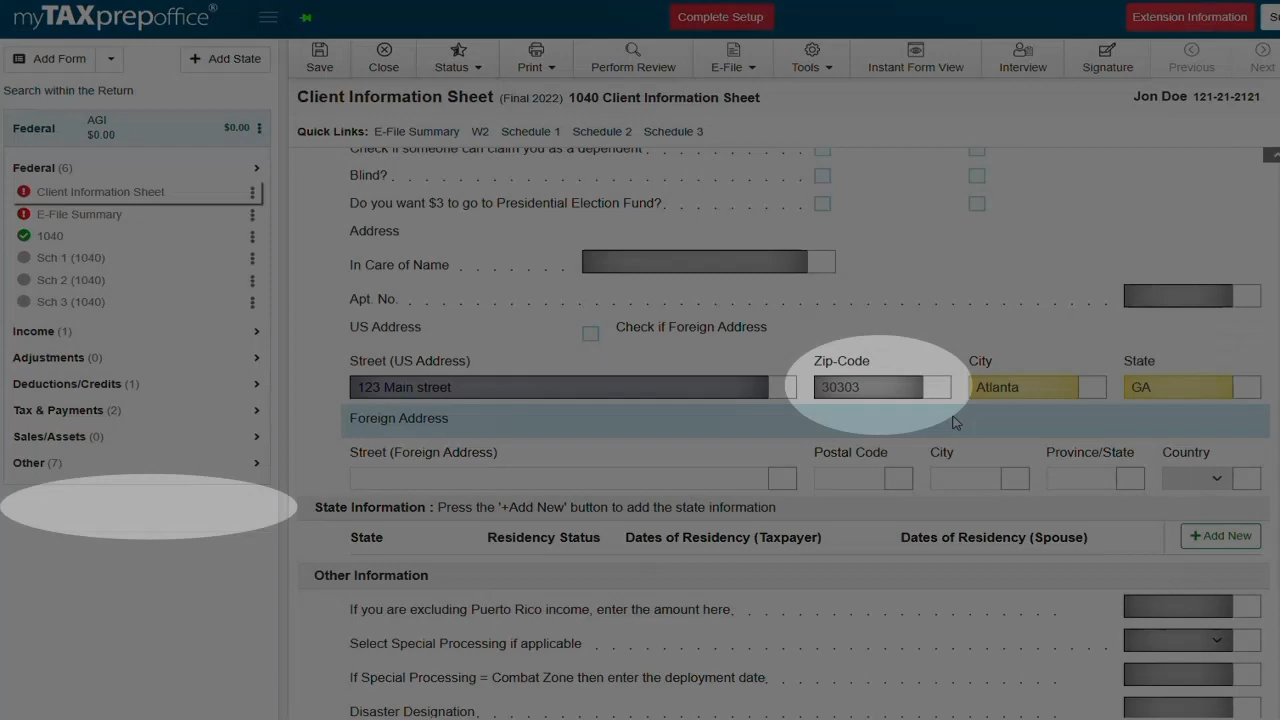 myTAXprepoffice®
Complete Setup
Extension Information
Add Form
Add State
Save
Close
Status
Print
Perform Review
E-File
Tools
Instant Form View
Interview
Signature
Previous
Next
Search within the Return
Client Information Sheet (Final 2022) 1040 Client Information Sheet
Jon Doe 121-21-2121
Federal
AGI
$0.00
$0.00
Quick Links: E-File Summary W2 Schedule 1 Schedule 2 Schedule 3
Federal (6)
Client Information Sheet
E-File Summary
1040
Sch 1 (1040)
Sch 2 (1040)
Sch 3 (1040)
Income (1)
Adjustments (0)
Deductions/Credits (1)
Tax & Payments (2)
Sales/Assets (0)
Other (7)
Check if someone can claim you as a dependent
Blind?
Do you want $3 to go to Presidential Election Fund?
Address
In Care of Name
Apt. No.
US Address
Check if Foreign Address
Street (US Address) Zip-Code City State
123 Main street 30303 Atlanta GA
Foreign Address
Street (Foreign Address) Postal Code City Province/State Country
State Information : Press the '+Add New' button to add the state information
State Residency Status Dates of Residency (Taxpayer) Dates of Residency (Spouse)
+ Add New
Other Information
If you are excluding Puerto Rico income, enter the amount here
Select Special Processing if applicable
If Special Processing = Combat Zone then enter the deployment date
Disaster Designation